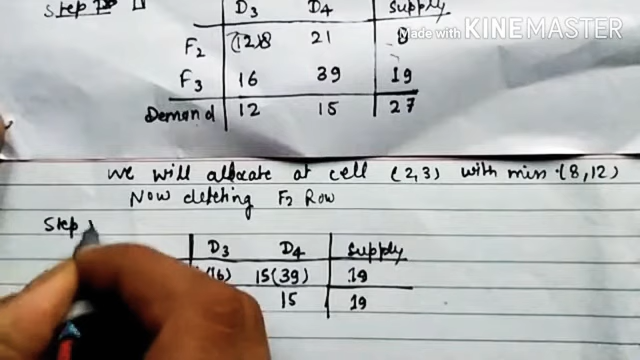 Step
D3 D4 Supply
F2 (12)8 21 8
Made with KINEMASTER
F3 16 39 19
Demand 12 15 27
we will allocate at cell (2,3) with min (8,12)
Now deleting F2 Row
Step
D3 D4 Supply
(16) 15(39) 19
15 19